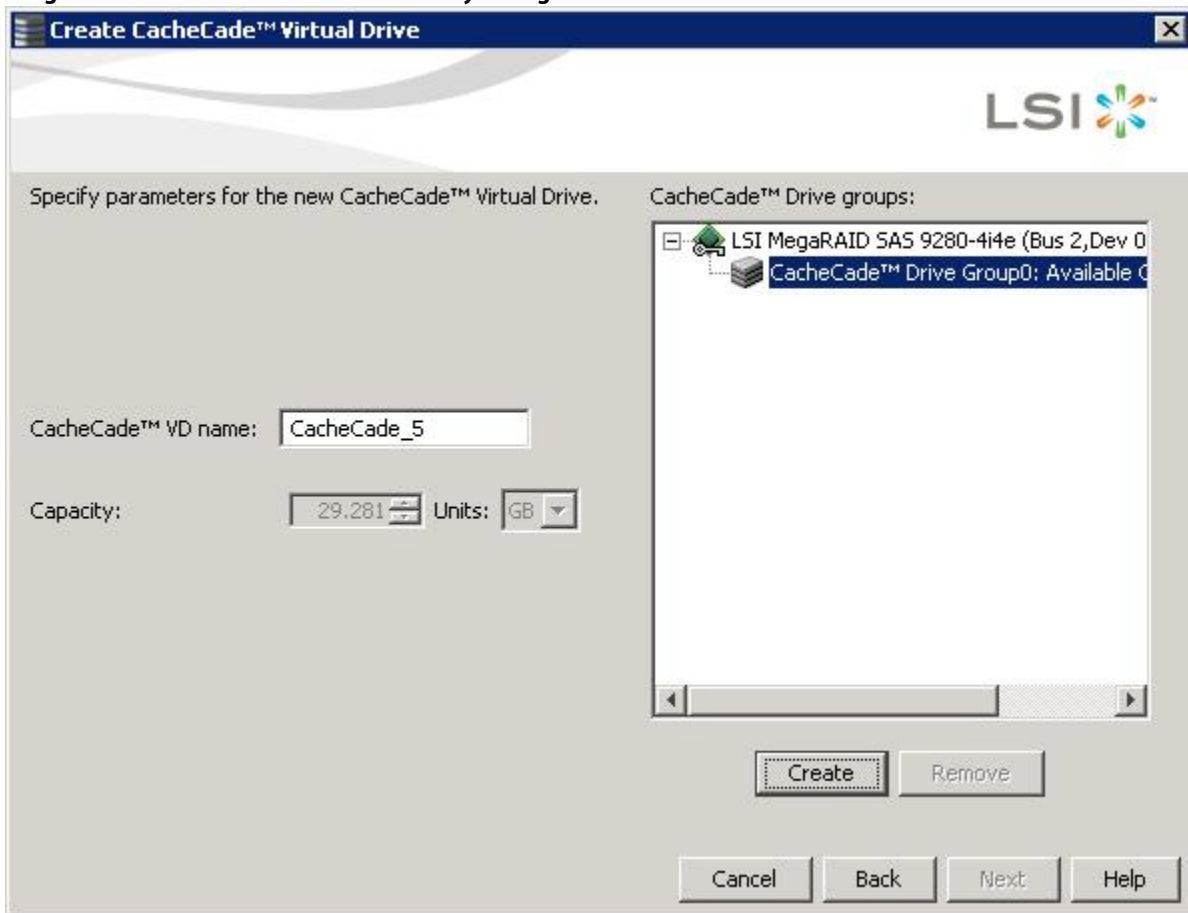 Create CacheCade™ Virtual Drive
LSI
Specify parameters for the new CacheCade™ Virtual Drive.
CacheCade™ Drive groups:
LSI MegaRAID SAS 9280-4i4e (Bus 2,Dev 0
CacheCade™ Drive Group0: Available
CacheCade™ VD name: CacheCade_5
Capacity: 29.281 Units: GB
Create Remove
Cancel Back Next Help